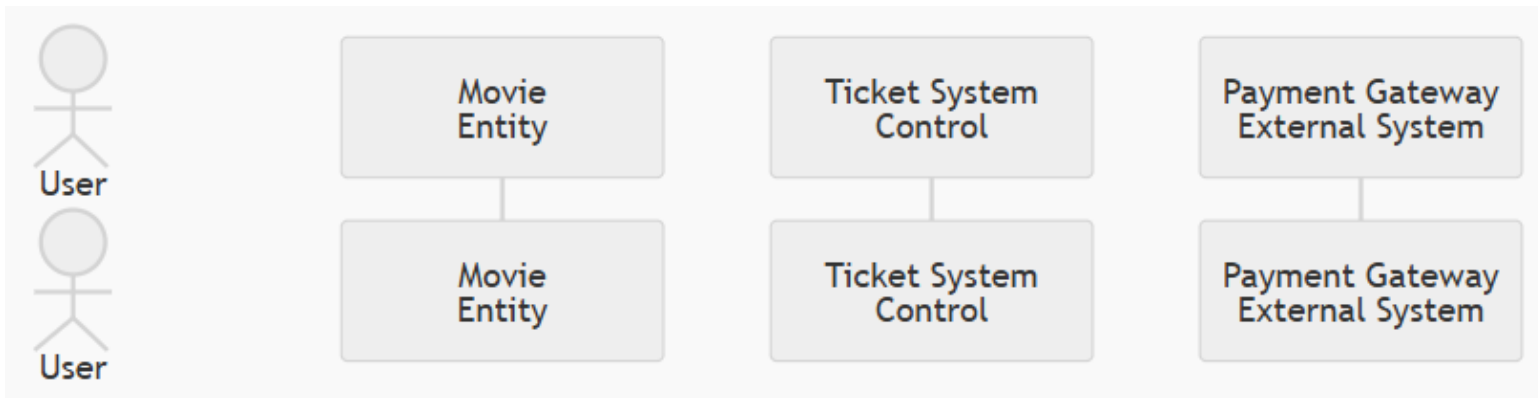 Movie
Entity
Ticket System
Control
Payment Gateway
External System
User
Movie
Entity
Ticket System
Control
Payment Gateway
External System
User